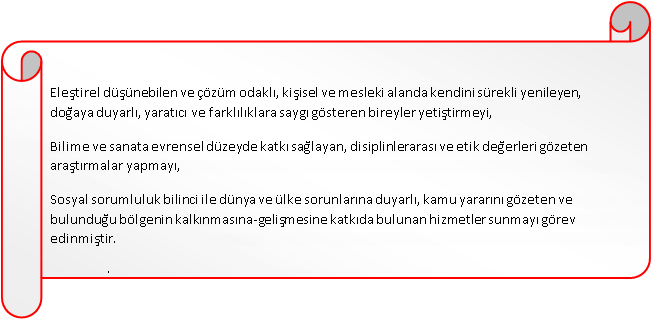 Eleştirel düşünebilen ve çözüm odaklı, kişisel ve mesleki alanda kendini sürekli yenileyen,
doğaya duyarlı, yaratıcı ve farklılıklara saygı gösteren bireyler yetiştirmeyi,
Bilime ve sanata evrensel düzeyde katkı sağlayan, disiplinlerarası ve etik değerleri gözeten
araştırmalar yapmayı,
Sosyal sorumluluk bilinci ile dünya ve ülke sorunlarına duyarlı, kamu yararını gözeten ve
bulunduğu bölgenin kalkınmasına-gelişmesine katkıda bulunan hizmetler sunmayı görev
edinmiştir.
.